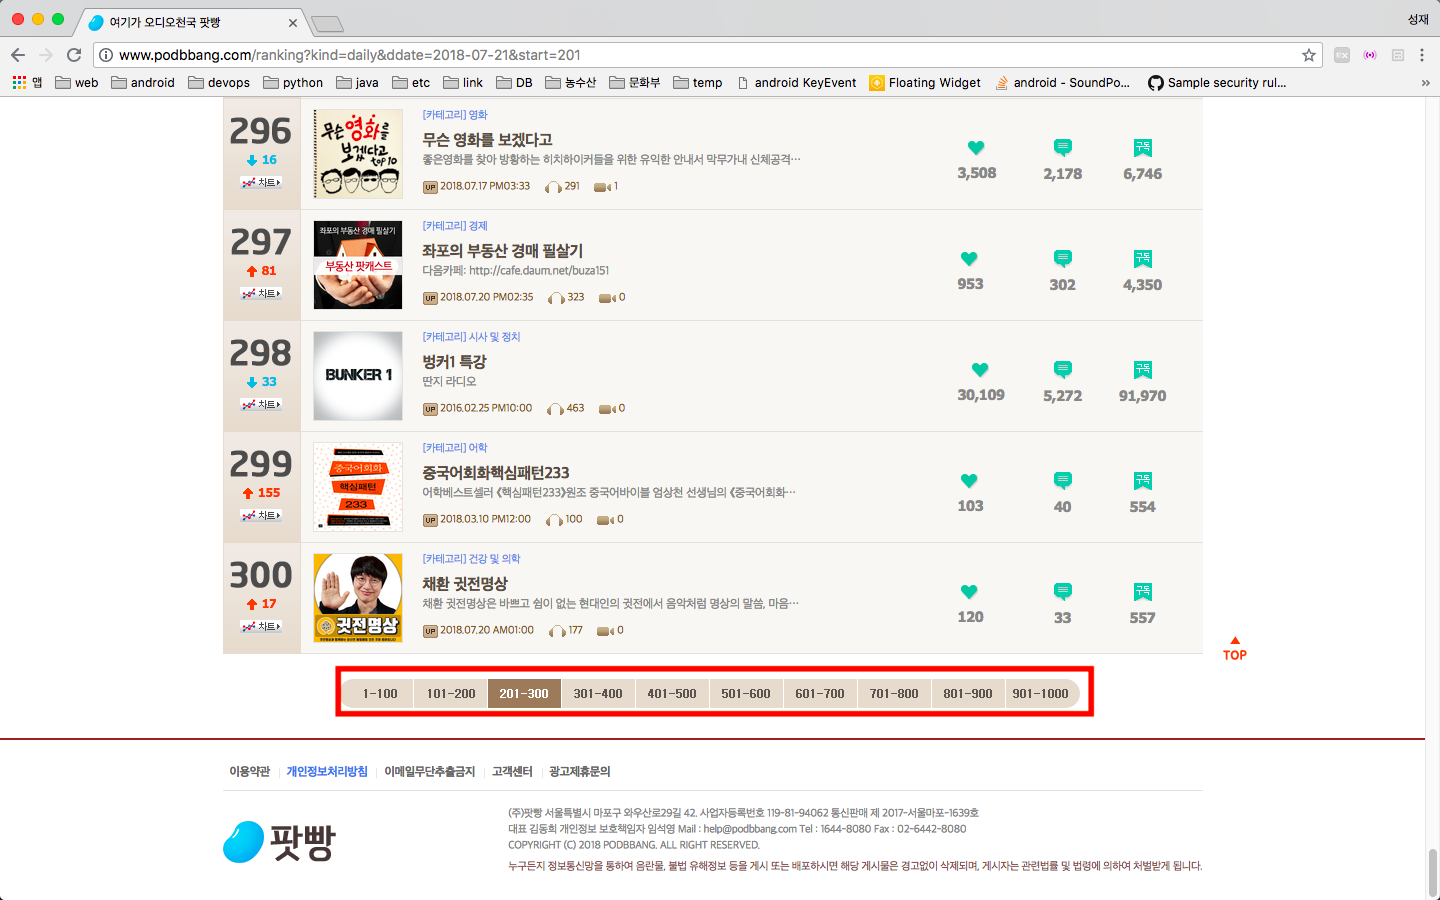 여기가 오디오천국 팟빵
성재
www.podbbang.com/ranking?kind=daily&ddate=2018-07-21&start=201
앱 web android devops python java etc link DB 농수산 문화부 temp android KeyEvent Floating Widget android - SoundPo... Sample security rul... »
296
16
차트
무슨 영화를 보겠다고 top 10
[카테고리] 영화
무슨 영화를 보겠다고
좋은영화를 찾아 방황하는 히치하이커들을 위한 유익한 안내서 막무가내 신체공격…
UP 2018.07.17 PM03:33 291 1
구독
3,508 2,178 6,746
297
81
차트
좌포의 부동산 경매 필살기
부동산 팟캐스트
[카테고리] 경제
좌포의 부동산 경매 필살기
다음카페: http://cafe.daum.net/buza151
UP 2018.07.20 PM02:35 323 0
구독
953 302 4,350
298
33
차트
BUNKER 1
[카테고리] 시사 및 정치
벙커1 특강
딴지 라디오
UP 2016.02.25 PM10:00 463 0
구독
30,109 5,272 91,970
299
155
차트
중국어회화
핵심패턴
233
[카테고리] 어학
중국어회화핵심패턴233
어학베스트셀러 《핵심패턴233》원조 중국어바이블 엄상천 선생님의 《중국어회화…
UP 2018.03.10 PM12:00 100 0
구독
103 40 554
300
17
차트
귓전명상
[카테고리] 건강 및 의학
채환 귓전명상
채환 귓전명상은 바쁘고 쉼이 없는 현대인의 귓전에서 음악처럼 명상의 말씀, 마음…
UP 2018.07.20 AM01:00 177 0
구독
120 33 557
TOP
1-100 101-200 201-300 301-400 401-500 501-600 601-700 701-800 801-900 901-1000
이용약관 개인정보처리방침 이메일무단추출금지 고객센터 광고제휴문의
팟빵
(주)팟빵 서울특별시 마포구 와우산로29길 42. 사업자등록번호 119-81-94062 통신판매 제 2017-서울마포-1639호
대표 김동희 개인정보 보호책임자 임석영 Mail : help@podbbang.com Tel : 1644-8080 Fax : 02-6442-8080
COPYRIGHT (C) 2018 PODBBANG. ALL RIGHT RESERVED.
누구든지 정보통신망을 통하여 음란물, 불법 유해정보 등을 게시 또는 배포하시면 해당 게시물은 경고없이 삭제되며, 게시자는 관련법률 및 법령에 의하여 처벌받게 됩니다.